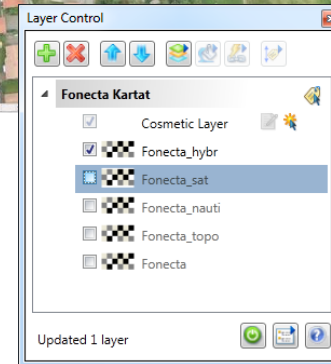 Layer Control
Fonecta Kartat
Cosmetic Layer
Fonecta_hybr
Fonecta_sat
Fonecta_nauti
Fonecta_topo
Fonecta
Updated 1 layer